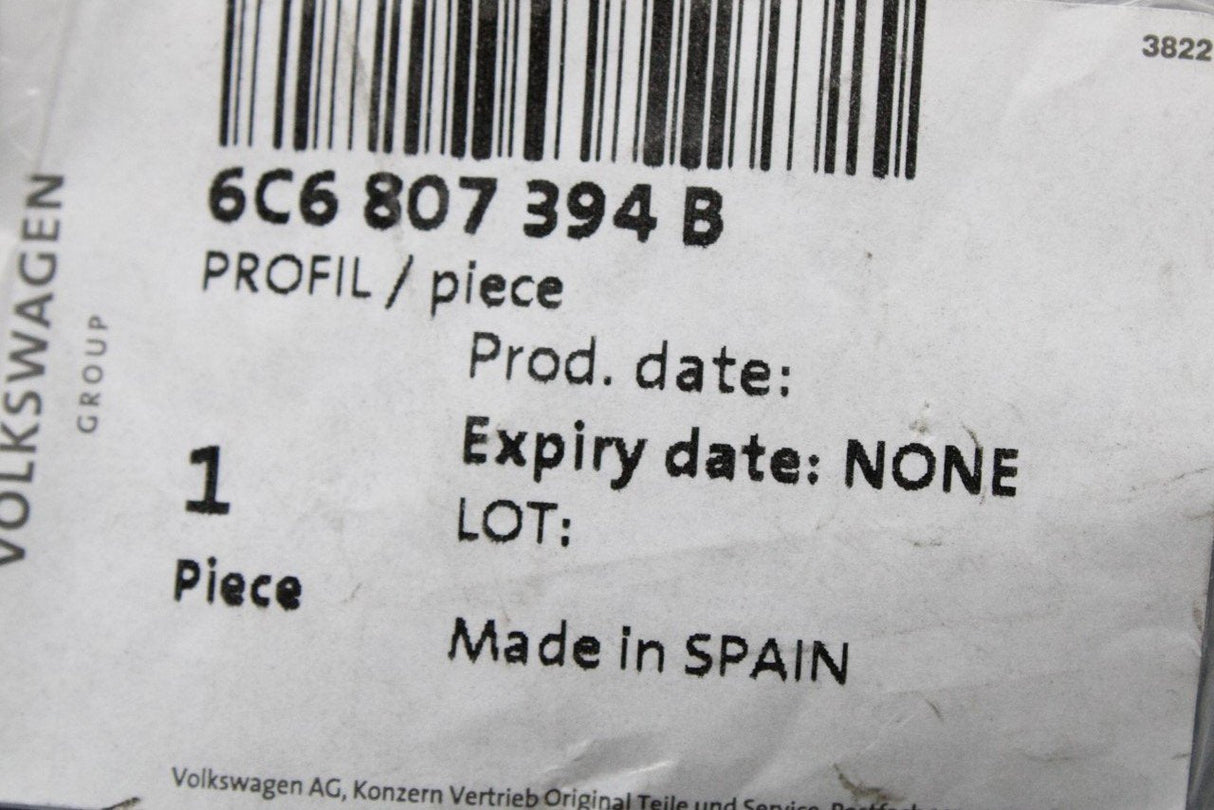 3822
6C6 807 394 B
PROFIL / piece
Prod. date:
Expiry date: NONE
LOT:
1
Piece
Made in SPAIN
VOLKSWAGEN
GROUP
Volkswagen AG, Konzern Vertrieb Original Teile und Service,